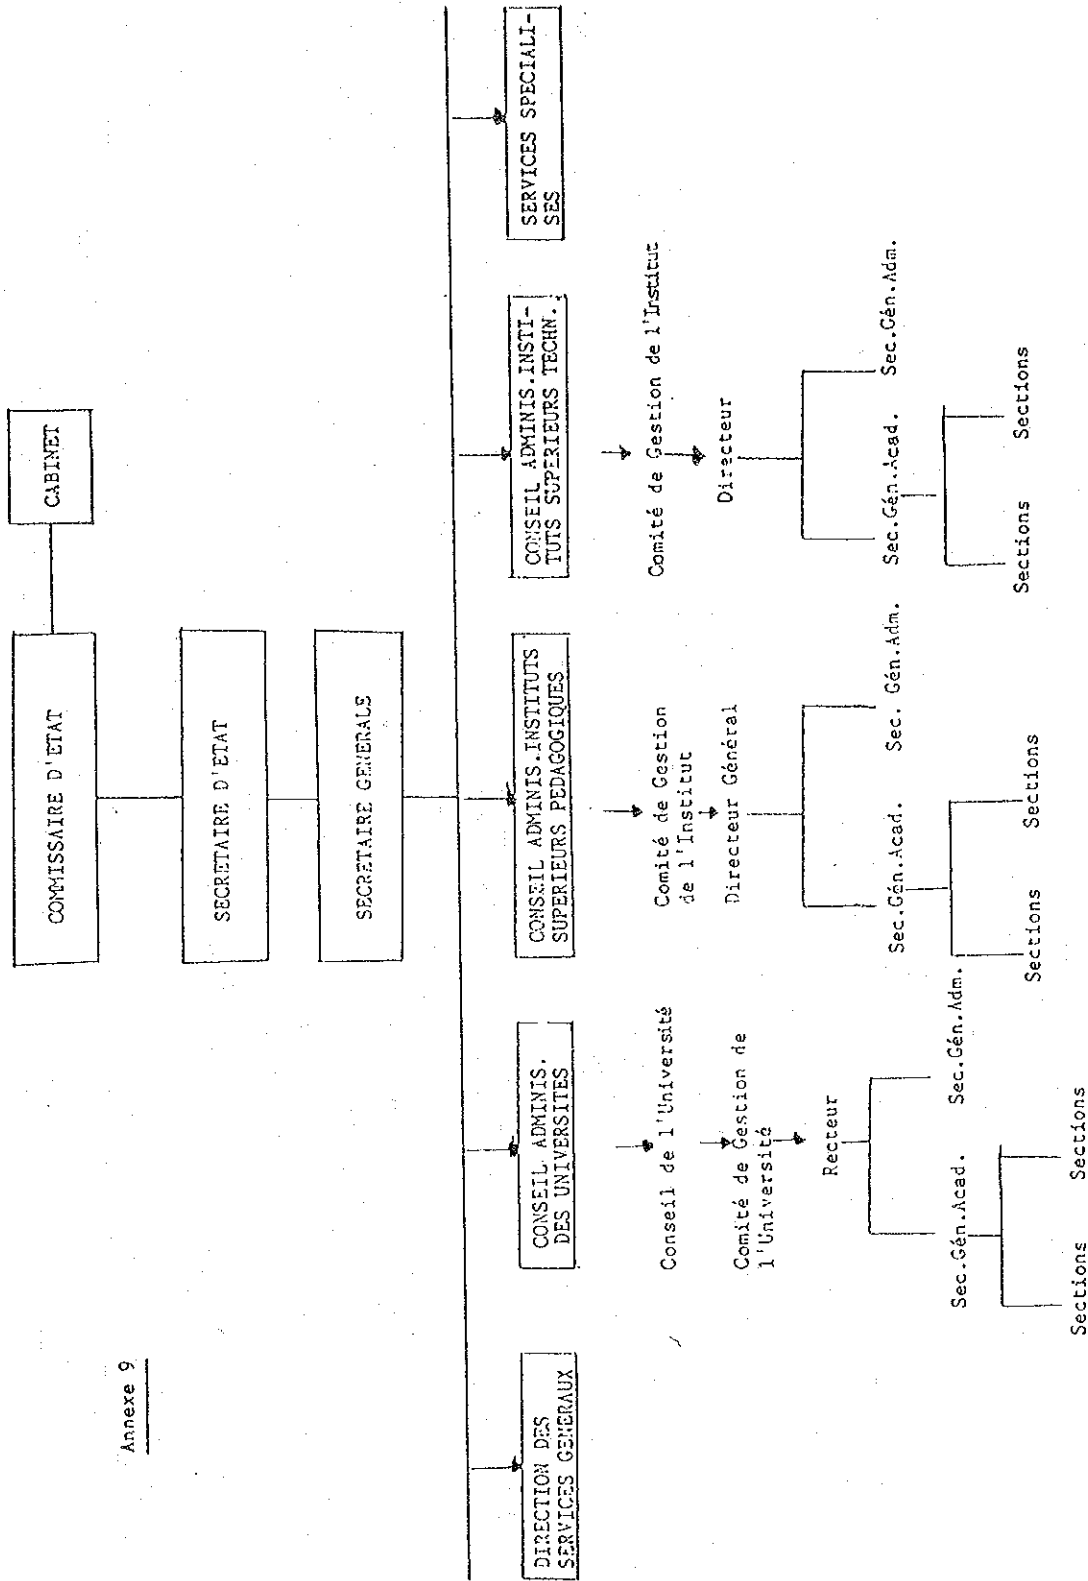 Annexe 9
CABINET
COMMISSAIRE D'ETAT
SECRETAIRE D'ETAT
SECRETAIRE GENERALE
DIRECTION DES
SERVICES GENERAUX
CONSEIL ADMINIS.
DES UNIVERSITES
CONSEIL ADMINIS.INSTITUTS
SUPERIEURS PEDAGOGIQUES
CONSEIL ADMINIS.INSTI-
TUTS SUPERIEURS TECHN.
SERVICES SPECIALI-
SES
Conseil de l'Université
Comité de Gestion de
l'Université
Recteur
Sec.Gén.Acad.
Sec.Gén.Adm.
Sections
Sections
Comité de Gestion
de l'Institut
Directeur Général
Sec.Gén.Acad.
Sec. Gén.Adm.
Sections
Sections
Comité de Gestion de l'Institut
Directeur
Sec.Gén.Acad.
Sec.Gén.Adm.
Sections
Sections